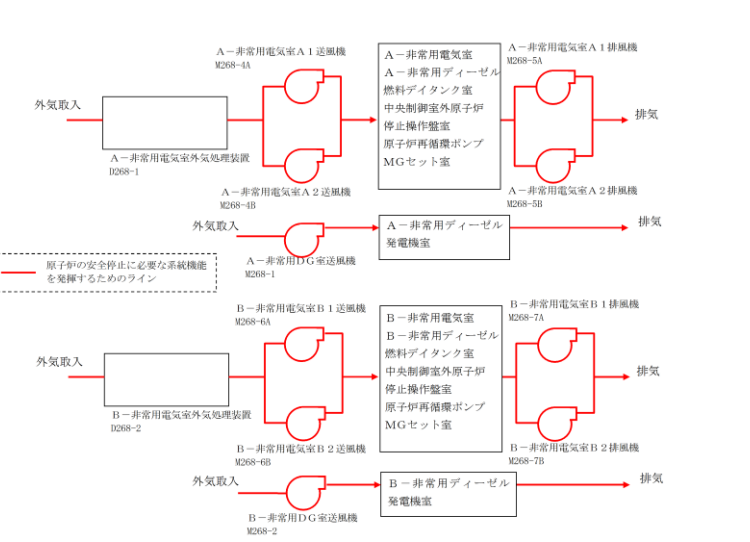 A－非常用電気室A1送風機
M268-4A
A－非常用電気室
A－非常用ディーゼル
燃料デイタンク室
中央制御室外原子炉
停止操作盤室
原子炉再循環ポンプ
MGセット室
A－非常用電気室A1排風機
M268-5A
外気取入
排気
A－非常用電気室外気処理装置
D268-1
A－非常用電気室A2送風機
M268-4B
A－非常用電気室A2排風機
M268-5B
外気取入
A－非常用ディーゼル
発電機室
排気
A－非常用DG室送風機
M268-1
原子炉の安全停止に必要な系統機能
を発揮するためのライン
B－非常用電気室B1送風機
M268-6A
B－非常用電気室
B－非常用ディーゼル
燃料デイタンク室
中央制御室外原子炉
停止操作盤室
原子炉再循環ポンプ
MGセット室
B－非常用電気室B1排風機
M268-7A
外気取入
排気
B－非常用電気室外気処理装置
D268-2
B－非常用電気室B2送風機
M268-6B
B－非常用電気室B2排風機
M268-7B
外気取入
B－非常用ディーゼル
発電機室
排気
B－非常用DG室送風機
M268-2